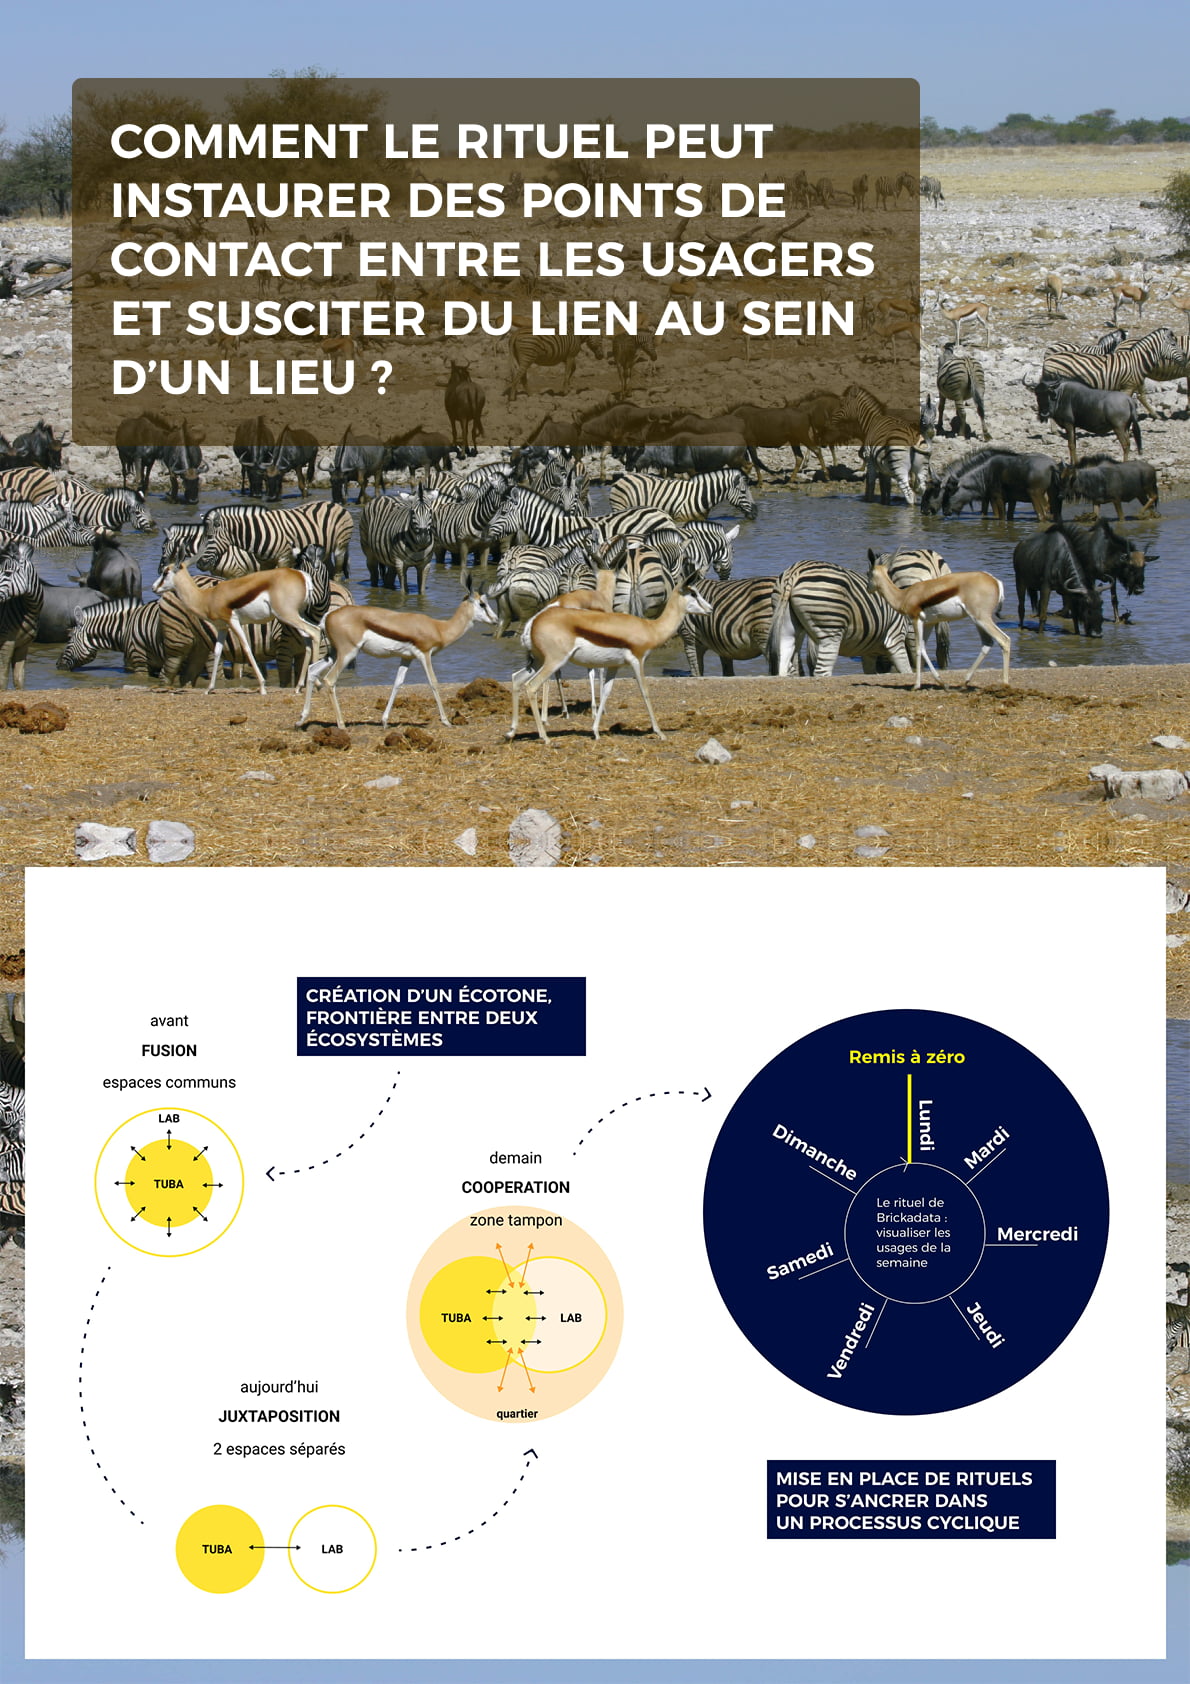 COMMENT LE RITUEL PEUT
INSTAURER DES POINTS DE
CONTACT ENTRE LES USAGERS
ET SUSCITER DU LIEN AU SEIN
D’UN LIEU ?
CRÉATION D’UN ÉCOTONE,
FRONTIÈRE ENTRE DEUX
ÉCOSYSTÈMES
avant
FUSION
espaces communs
LAB
TUBA
demain
COOPERATION
zone tampon
TUBA
LAB
quartier
aujourd’hui
JUXTAPOSITION
2 espaces séparés
TUBA
LAB
Remis à zéro
Lundi
Mardi
Mercredi
Jeudi
Vendredi
Samedi
Dimanche
Le rituel de
Brickadata :
visualiser les
usages de la
semaine
MISE EN PLACE DE RITUELS
POUR S’ANCRER DANS
UN PROCESSUS CYCLIQUE